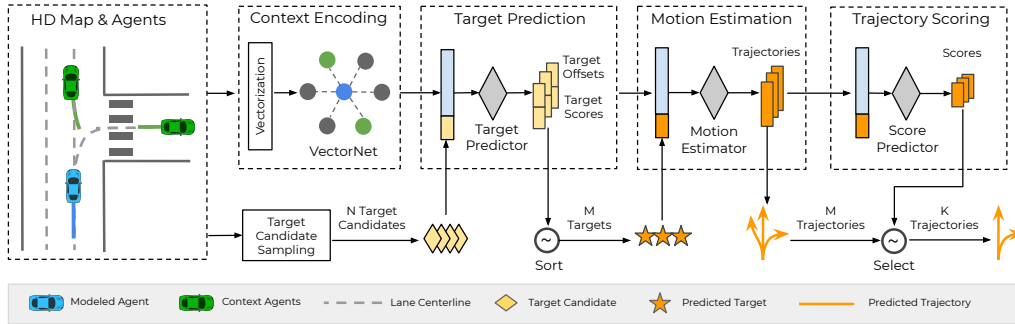 HD Map & Agents
Context Encoding
Target Prediction
Motion Estimation
Trajectory Scoring
Vectorization
VectorNet
Target
Offsets
Target
Scores
Target
Predictor
Trajectories
Motion
Estimator
Scores
Score
Predictor
Target
Candidate
Sampling
N Target
Candidates
~
Sort
M
Targets
M
Trajectories
~
Select
K
Trajectories
Modeled Agent
Context Agents
Lane Centerline
Target Candidate
Predicted Target
Predicted Trajectory